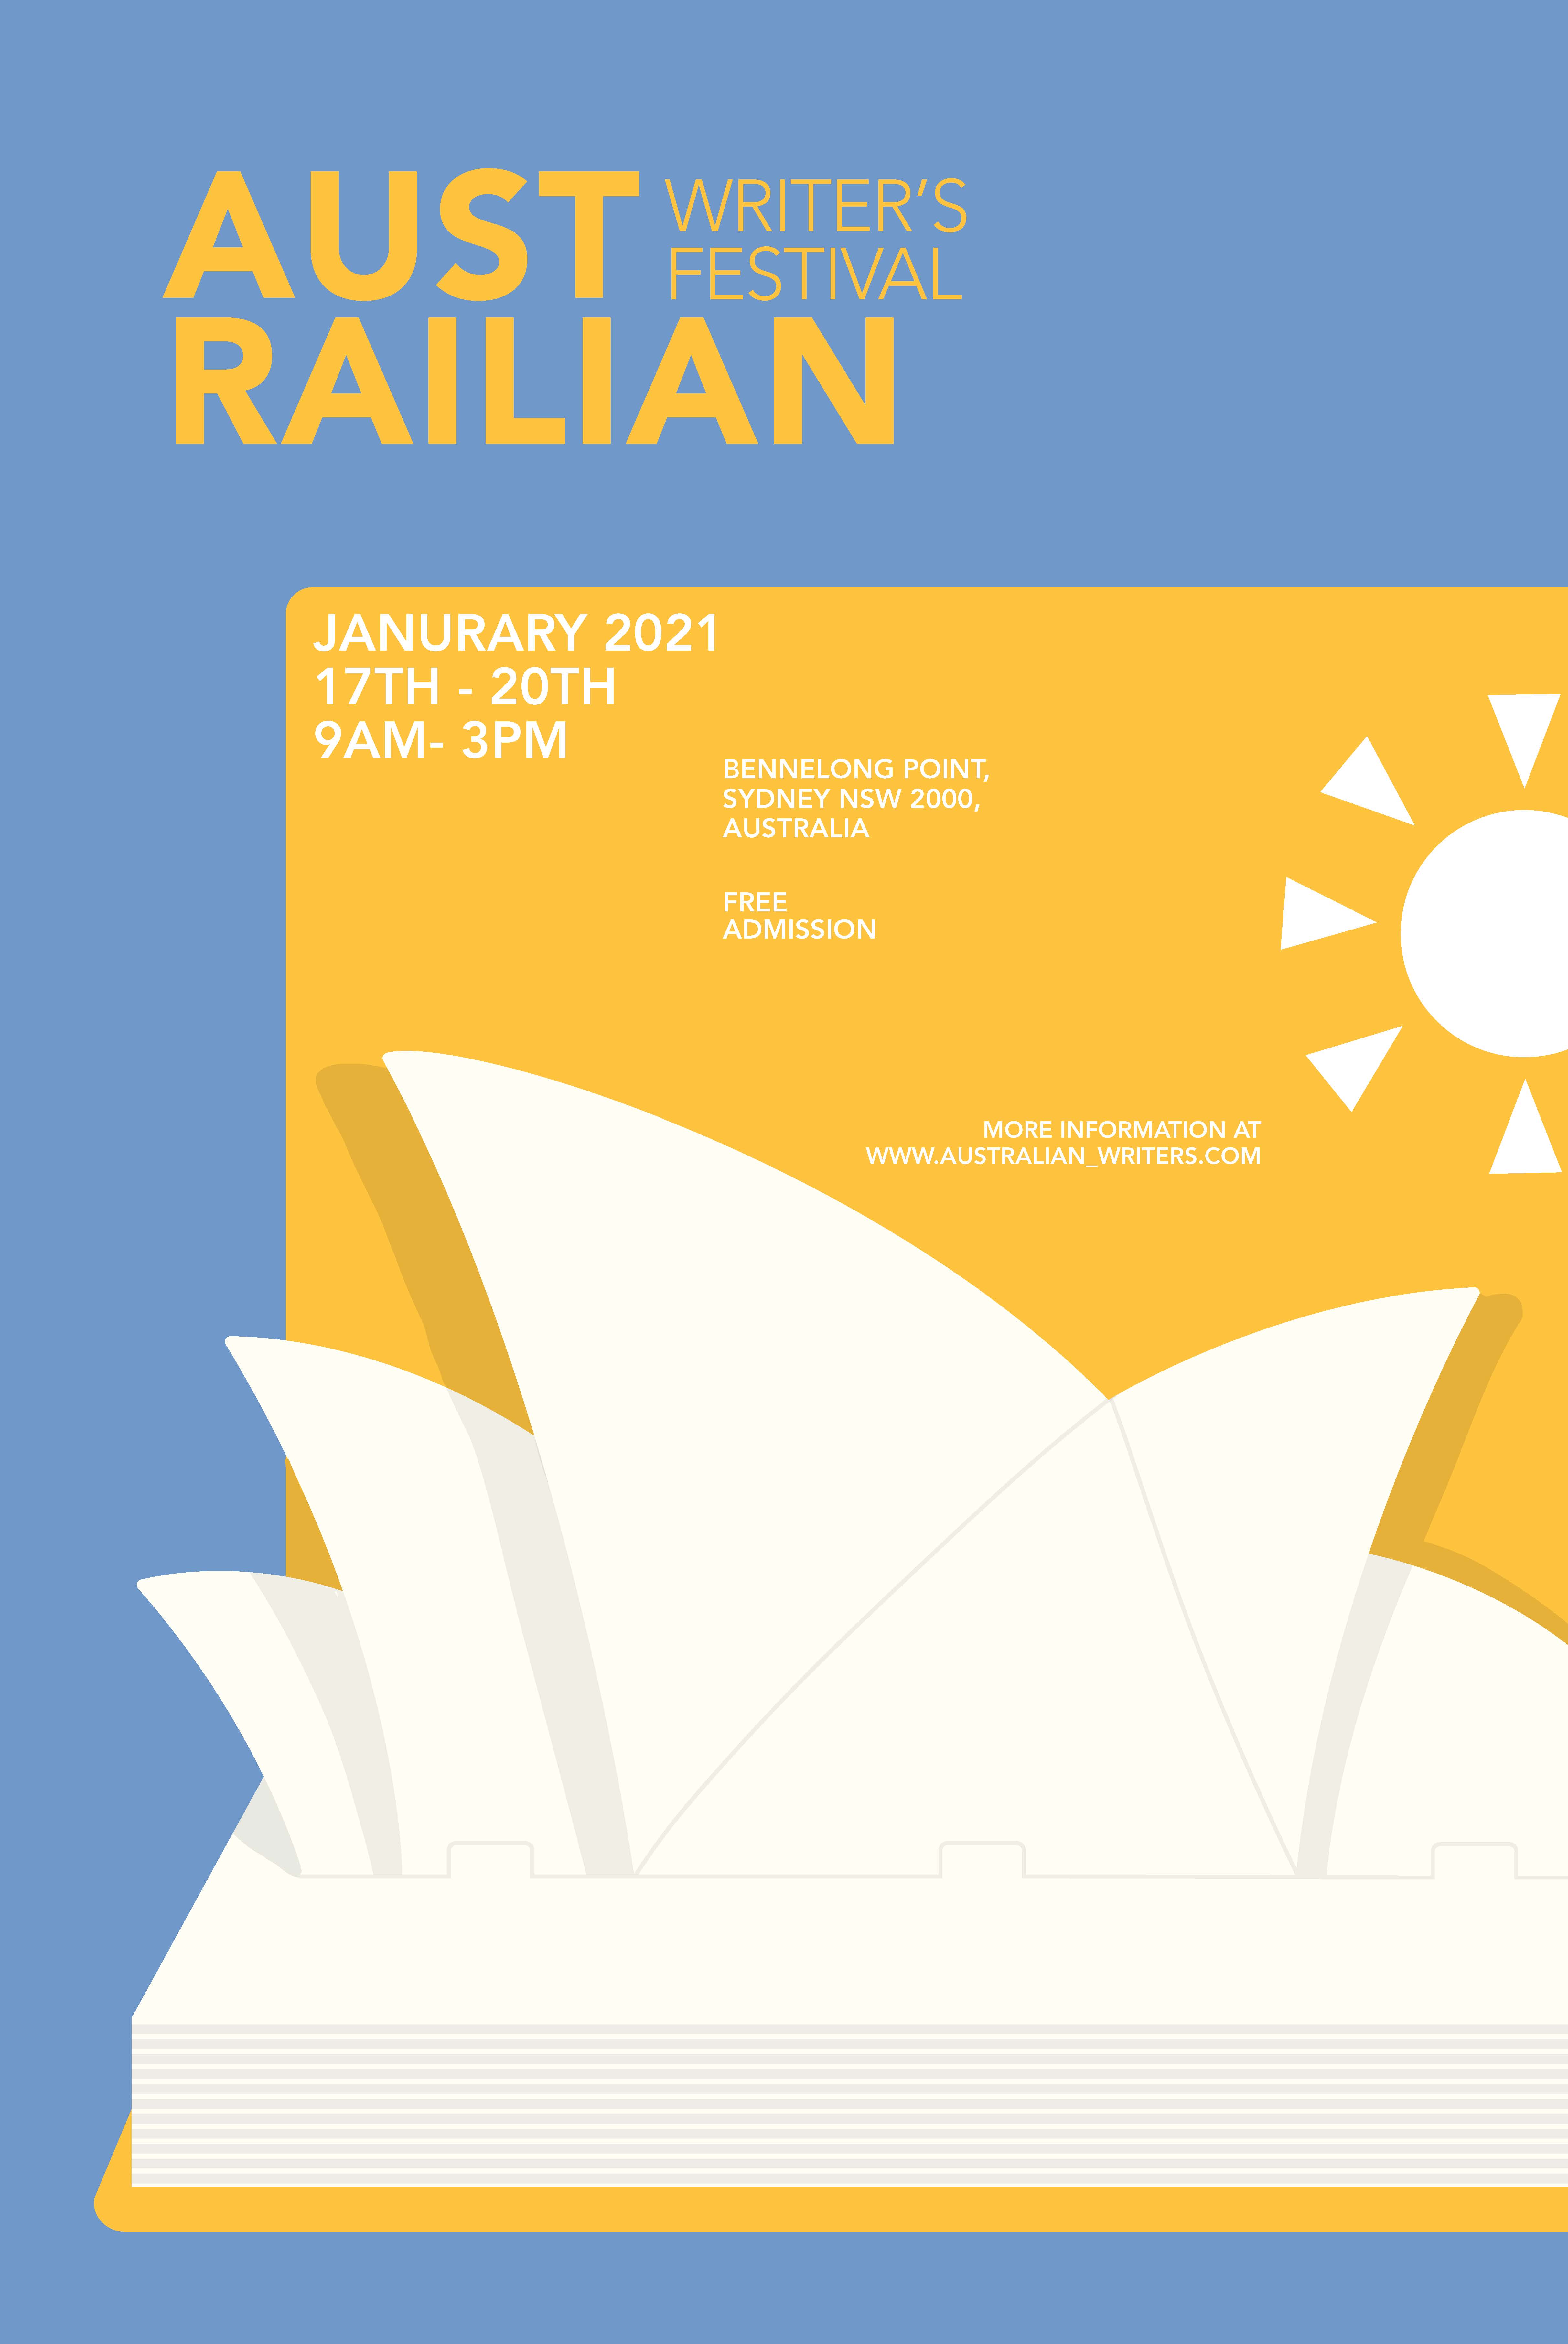 AUST
WRITER'S
FESTIVAL
RAILIAN
JANURARY 2021
17TH - 20TH
9AM- 3PM
BENNELONG POINT,
SYDNEY NSW 2000,
AUSTRALIA
FREE
ADMISSION
MORE INFORMATION AT
WWW.AUSTRALIAN_WRITERS.COM